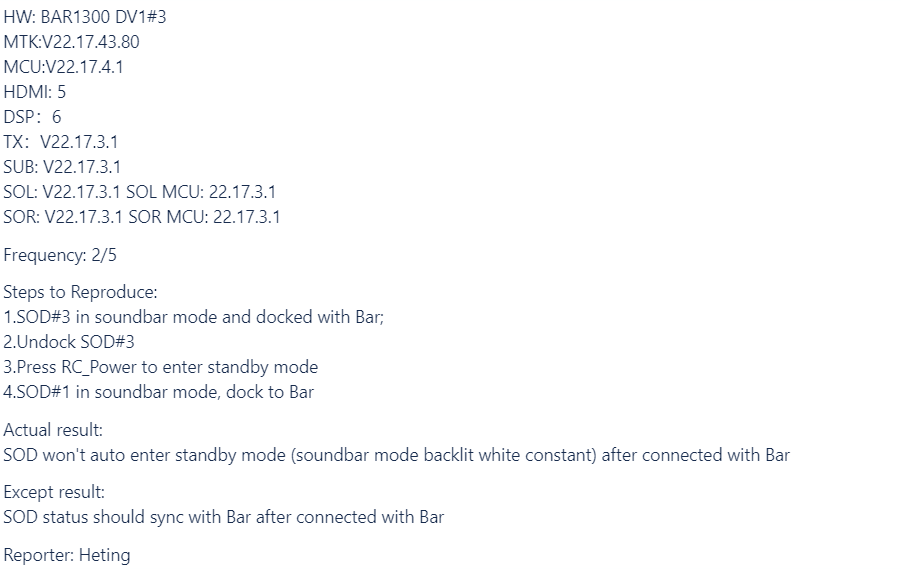 HW: BAR1300 DV1#3
MTK:V22.17.43.80
MCU:V22.17.4.1
HDMI: 5
DSP： 6
TX： V22.17.3.1
SUB: V22.17.3.1
SOL: V22.17.3.1 SOL MCU: 22.17.3.1
SOR: V22.17.3.1 SOR MCU: 22.17.3.1
Frequency: 2/5
Steps to Reproduce:
1.SOD#3 in soundbar mode and docked with Bar;
2.Undock SOD#3
3.Press RC_Power to enter standby mode
4.SOD#1 in soundbar mode, dock to Bar
Actual result:
SOD won't auto enter standby mode (soundbar mode backlit white constant) after connected with Bar
Except result:
SOD status should sync with Bar after connected with Bar
Reporter: Heting